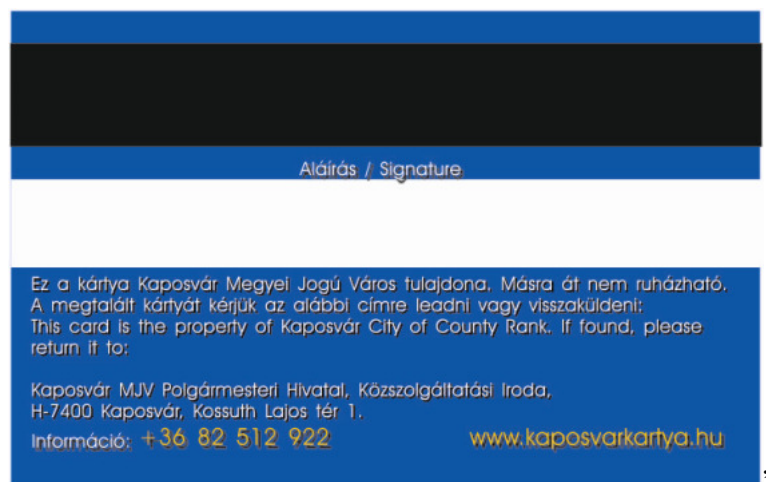 Aláírás / Signature
Ez a kártya Kaposvár Megyei Jogú Város tulajdona. Másra át nem ruházható.
A megtalált kártyát kérjük az alábbi címre leadni vagy visszaküldeni:
This card is the property of Kaposvár City of County Rank. If found, please
return it to:
Kaposvár MJV Polgármesteri Hivatal, Közszolgáltatási Iroda,
H-7400 Kaposvár, Kossuth Lajos tér 1.
Információ: +36 82 512 922 www.kaposvarkartya.hu